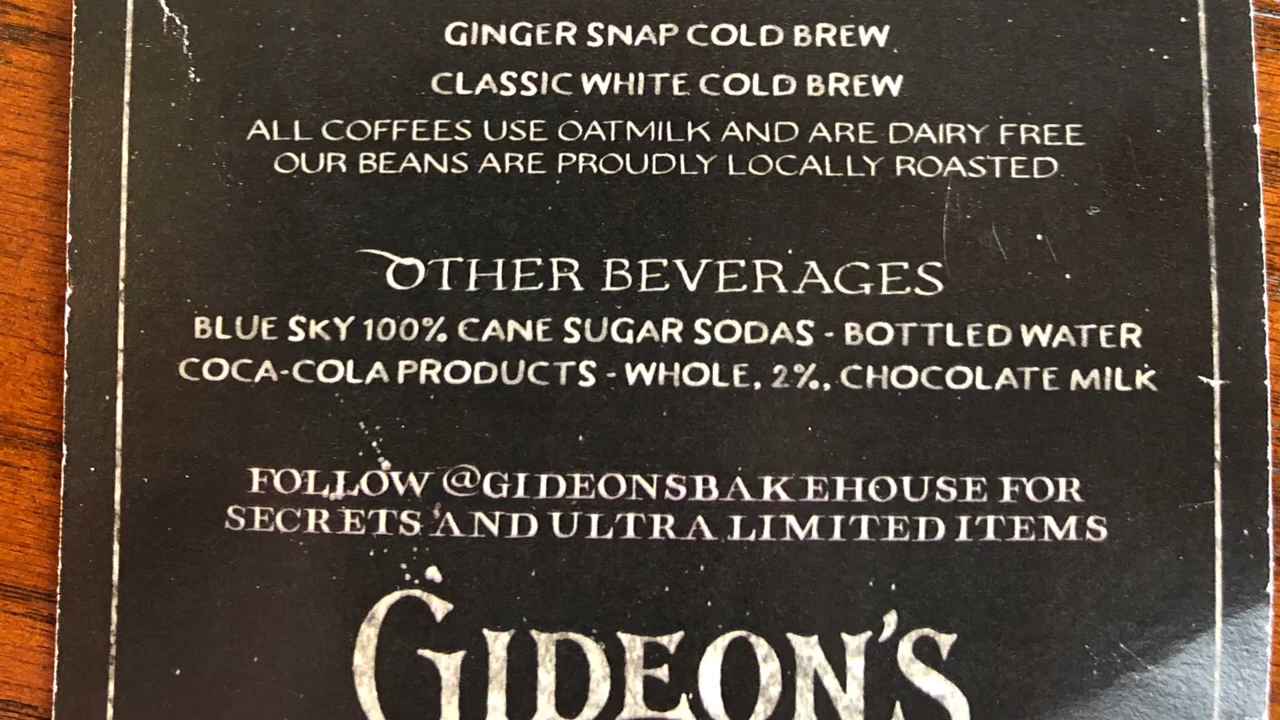 GINGER SNAP COLD BREW
CLASSIC WHITE COLD BREW
ALL COFFEES USE OATMILK AND ARE DAIRY FREE
OUR BEANS ARE PROUDLY LOCALLY ROASTED
OTHER BEVERAGES
BLUE SKY 100% CANE SUGAR SODAS - BOTTLED WATER
COCA-COLA PRODUCTS - WHOLE, 2%, CHOCOLATE MILK
FOLLOW @GIDEONSBAKEHOUSE FOR
SECRETS AND ULTRA LIMITED ITEMS
GIDEON'S